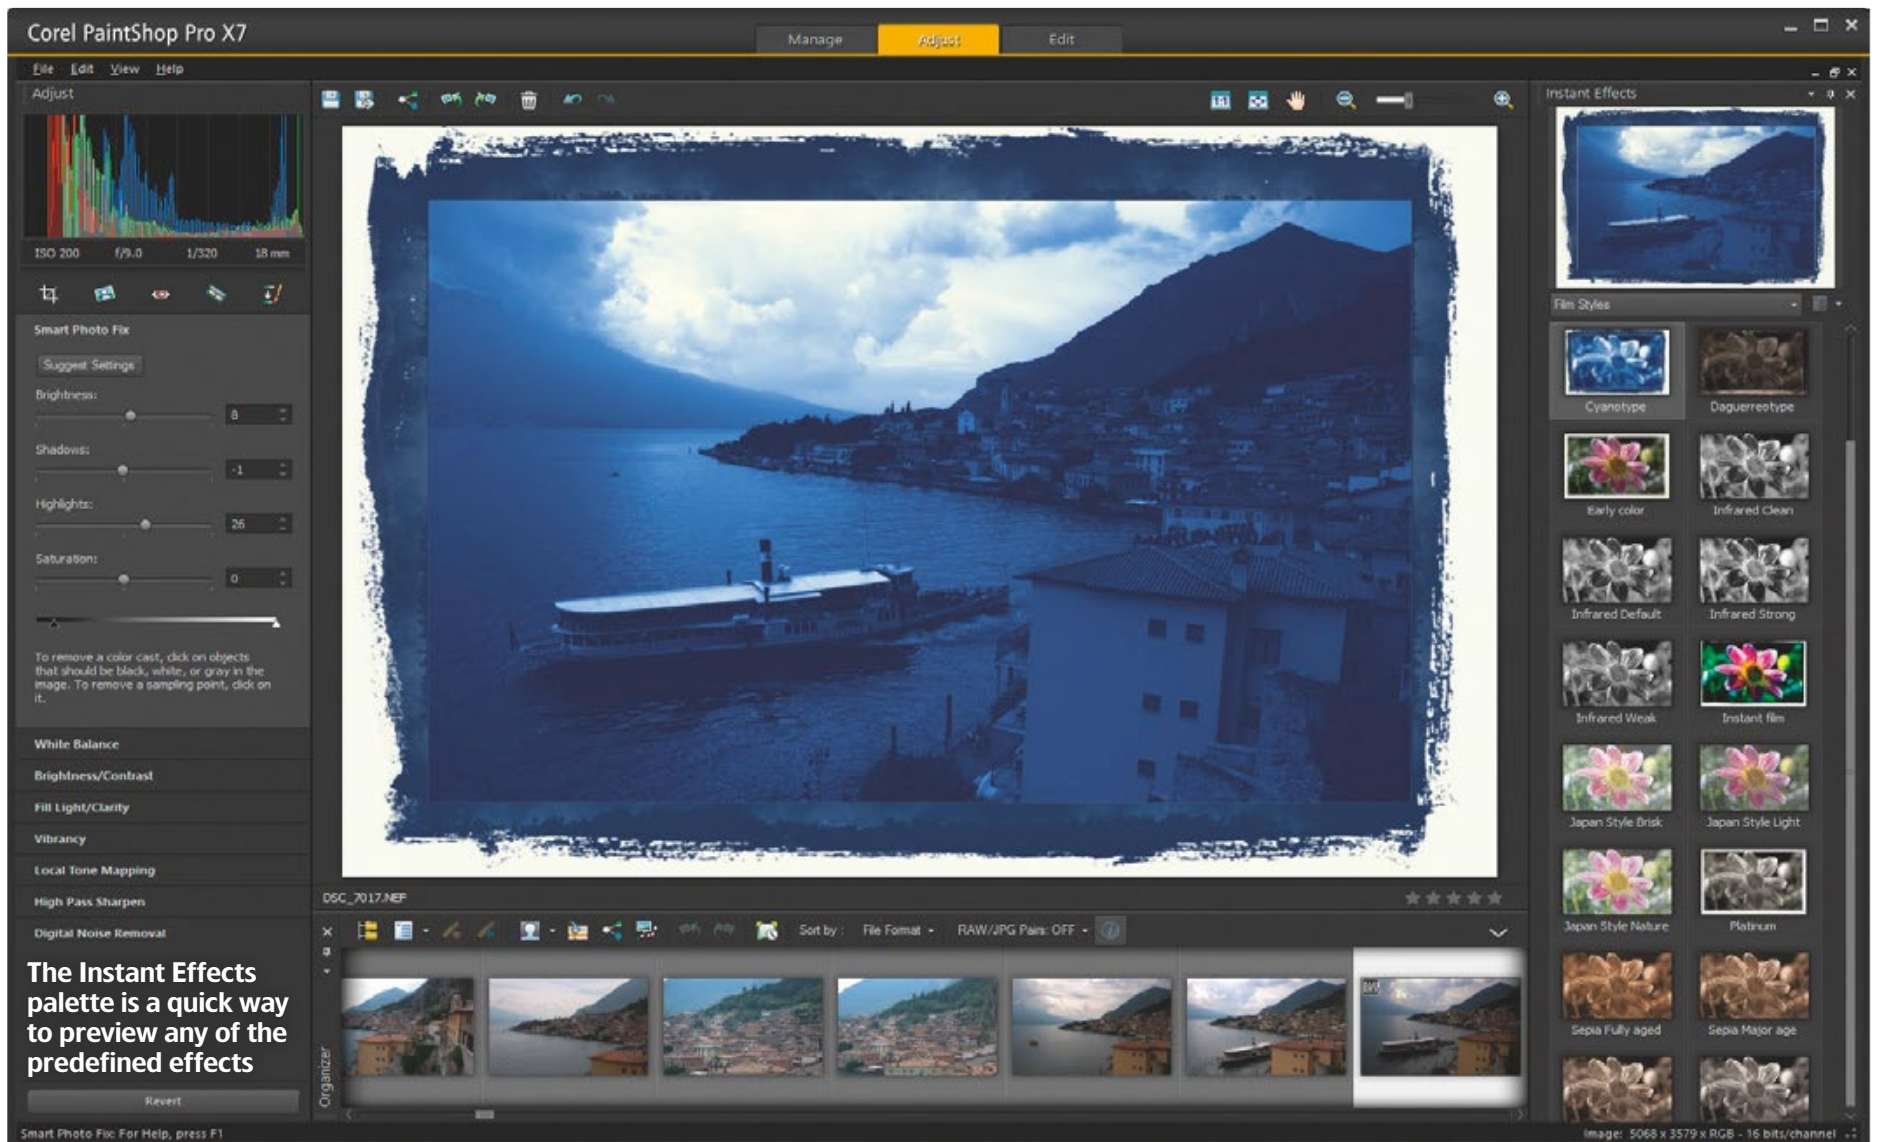 Corel PaintShop Pro X7
Manage Adjust Edit
File Edit View Help
Adjust
ISO 200 f/9.0 1/320 18 mm
Smart Photo Fix
Suggest Settings
Brightness:
8
Shadows:
-1
Highlights:
26
Saturation:
0
To remove a color cast, click on objects
that should be black, white, or gray in the
image. To remove a sampling point, click on
it.
White Balance
Brightness/Contrast
Fill Light/Clarity
Vibrancy
Local Tone Mapping
High Pass Sharpen
Digital Noise Removal
The Instant Effects
palette is a quick way
to preview any of the
predefined effects
Revert
Smart Photo Fix: For Help, press F1
DSC_7017.NEF
Sort by : File Format RAW/JPG Pairs: OFF
Organizer
Instant Effects
Film Styles
Cyanotype Daguerreotype
Early color Infrared Clean
Infrared Default Infrared Strong
Infrared Weak Instant film
Japan Style Brisk Japan Style Light
Japan Style Nature Platinum
Sepia Fully aged Sepia Major age
Image: 5068 x 3579 x RGB - 16 bits/channel